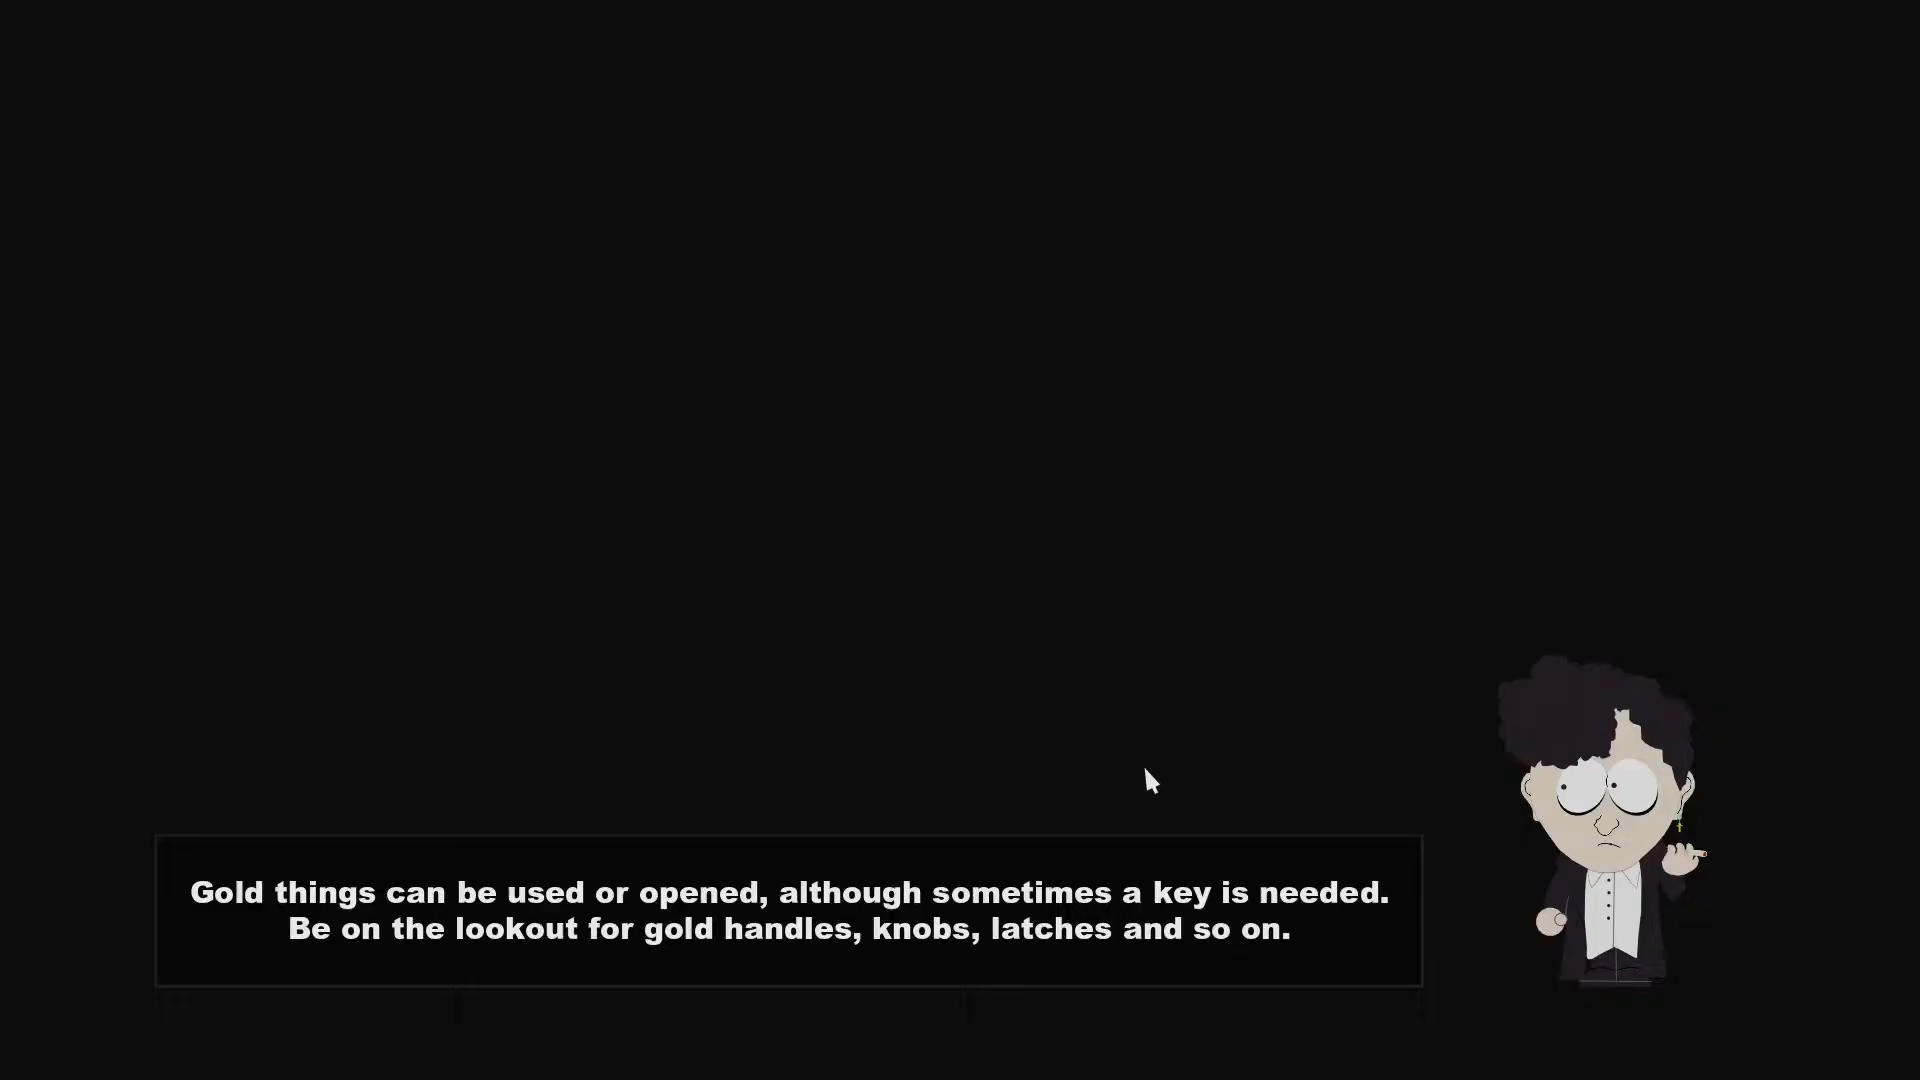 Gold things can be used or opened, although sometimes a key is needed.
Be on the lookout for gold handles, knobs, latches and so on.